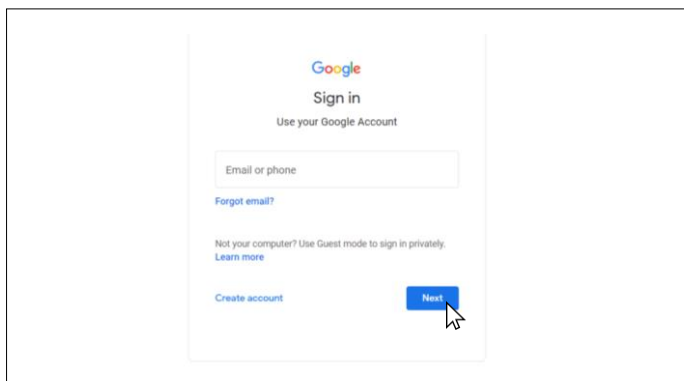 Google
Sign in
Use your Google Account
Email or phone
Forgot email?
Not your computer? Use Guest mode to sign in privately.
Learn more
Create account Next